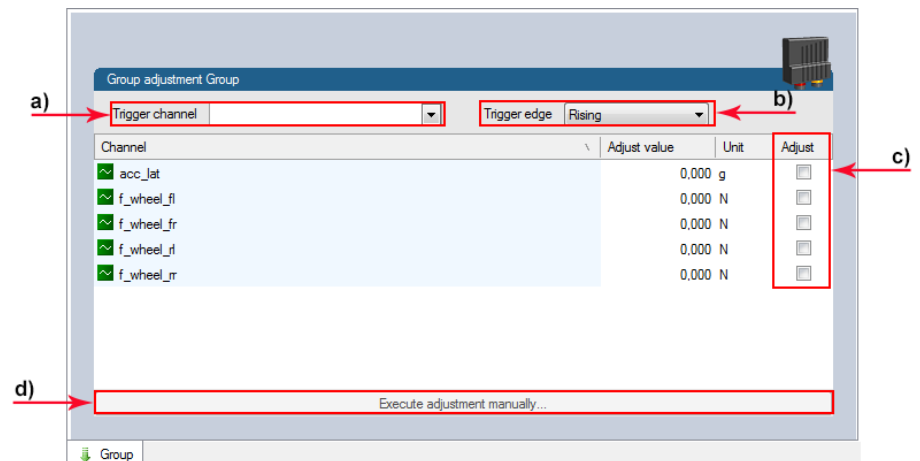 Group adjustment Group
a) Trigger channel Trigger edge Rising b)
Channel Adjust value Unit Adjust
c)
acc_lat 0,000 g
f_wheel_fl 0,000 N
f_wheel_fr 0,000 N
f_wheel_rl 0,000 N
f_wheel_rr 0,000 N
d)
Execute adjustment manually...
Group